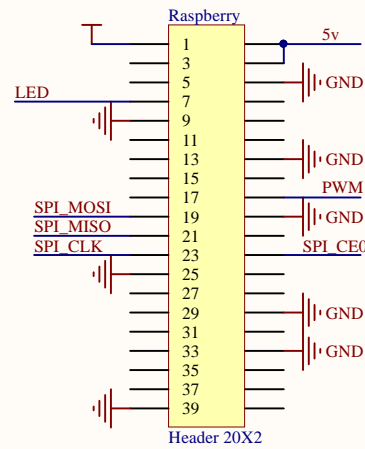 Raspberry
1 5v
3
5 GND
LED 7
9
11
13 GND
15
17 PWM
SPI_MOSI 19 GND
SPI_MISO 21
SPI_CLK 23 SPI_CE0
25
27
29 GND
31
33 GND
35
37
39
Header 20X2